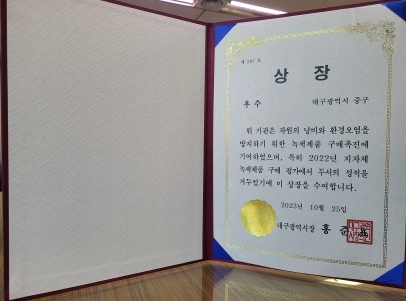 상 장
우 수 대구광역시 중구
위 기관은 자원의 낭비와 환경오염을
방지하기 위한 녹색제품 구매촉진에
기여하였으며, 특히 2022년 지자체
녹색제품 구매 평가에서 두서의 성적을
거두었기에 이 상장을 수여합니다.
2023년 10월 25일
대구광역시장 홍 준